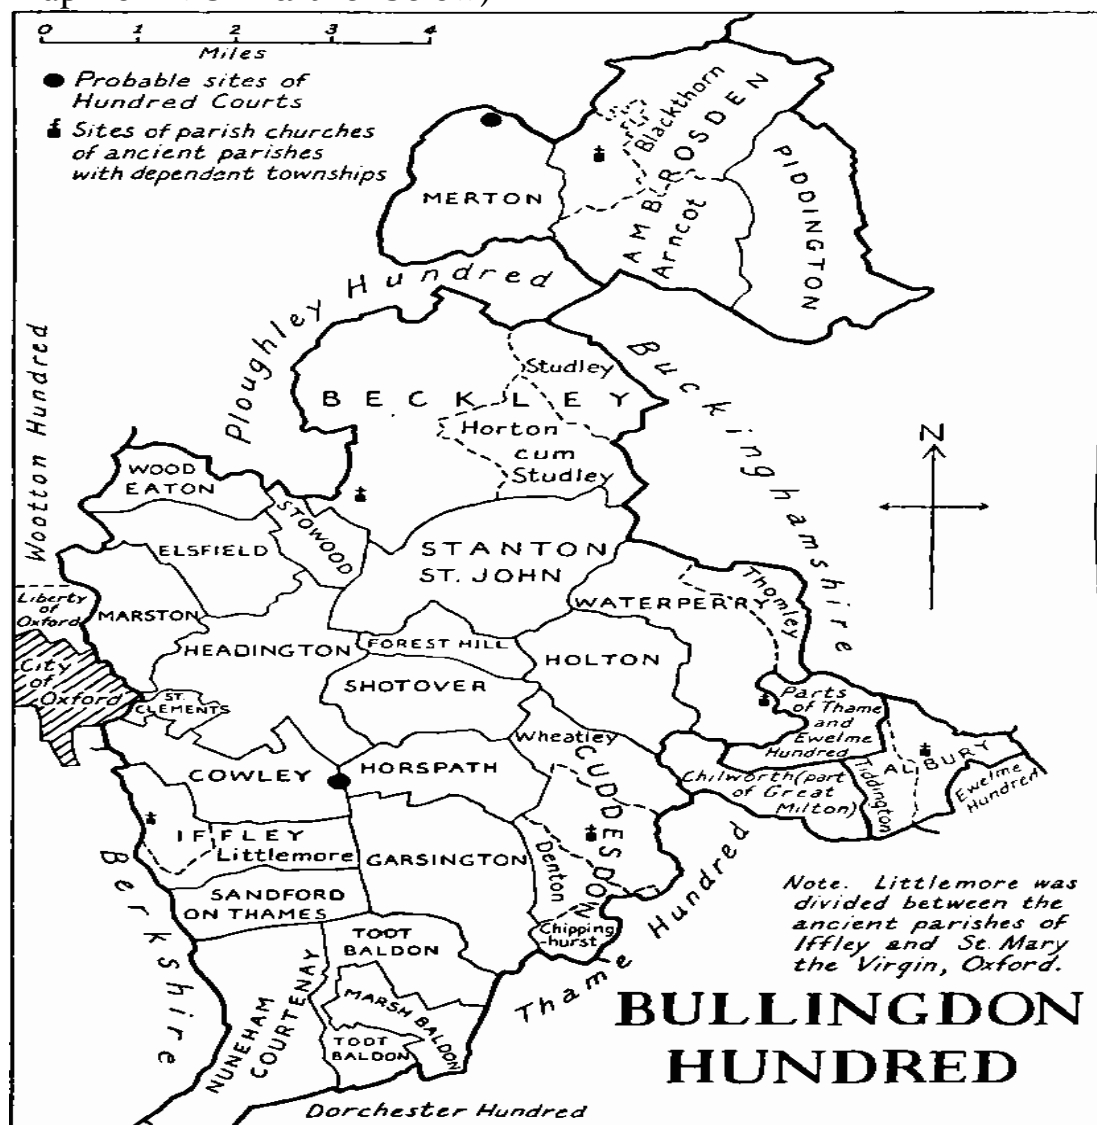 0 1 2 3 4
Miles
Probable sites of
Hundred Courts
Sites of parish churches
of ancient parishes
with dependent townships
Blackthorn
AMBROSDEN
PIDDINGTON
MERTON
Arncot
Ploughley Hundred
Buckinghamshire
Wootton Hundred
Studley
BECKLEY
Horton
cum
Studley
N
WOOD
EATON
STOWOOD
ELSFIELD
STANTON
ST. JOHN
Thomley
WATERPERRY
Liberty
of
Oxford
MARSTON
HEADINGTON
FOREST HILL
HOLTON
City
of
Oxford
ST.
CLEMENTS
SHOTOVER
Parts
of Thame
and
Ewelme
Hundred
Wheatley
CUDDESDON
COWLEY
HORSPATH
Chilworth (part
of Great
Milton)
Tiddington
ALBURY
Ewelme
Hundred
IFFLEY
Littlemore
GARSINGTON
Denton
Berkshire
SANDFORD
ON THAMES
Chipping
-hurst
Thame Hundred
TOOT
BALDON
MARSH BALDON
TOOT
BALDON
NUNEHAM
COURTENAY
Note. Littlemore was
divided between the
ancient parishes of
Iffley and St. Mary
the Virgin, Oxford.
BULLINGDON
HUNDRED
Dorchester Hundred